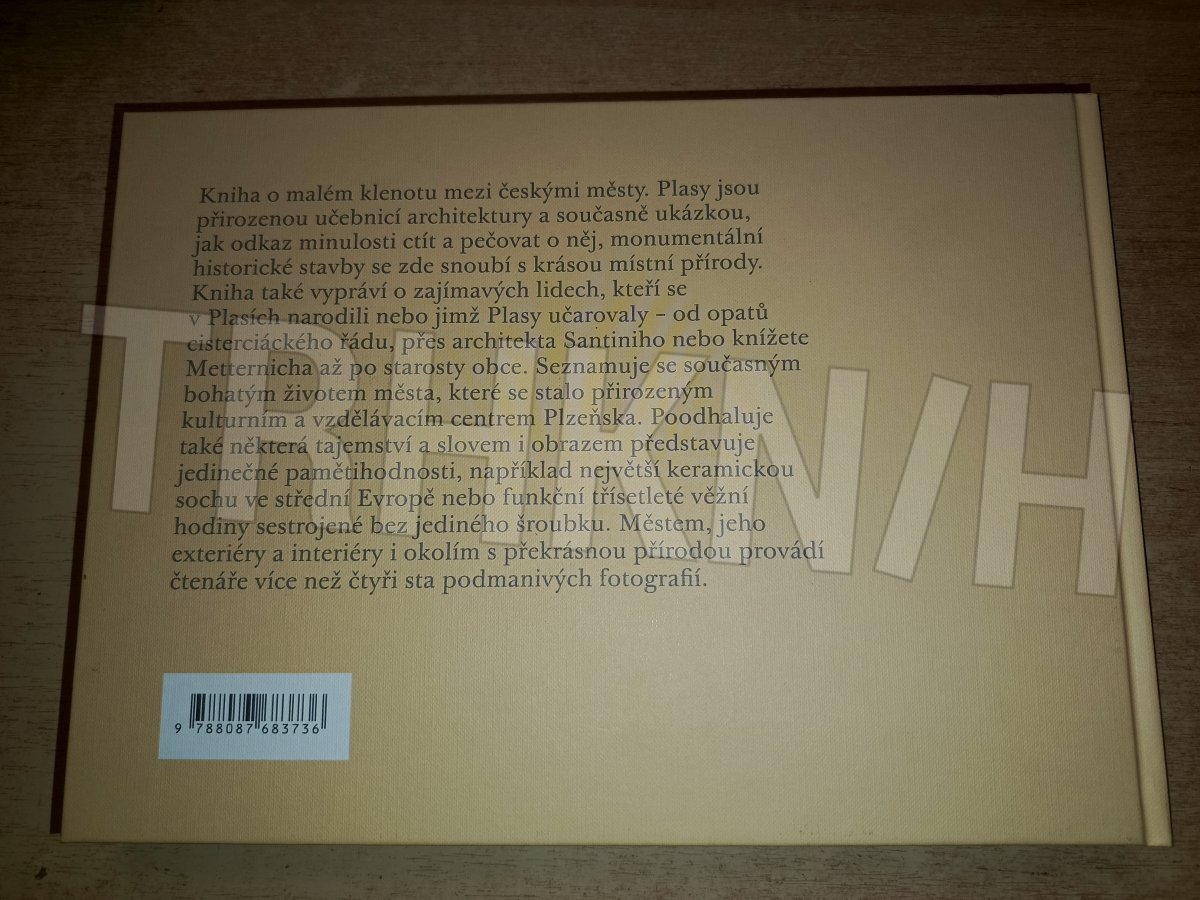 Kniha o malém klenotu mezi českými městy. Plasy jsou
přirozenou učebnicí architektury a současně ukázkou,
jak odkaz minulosti ctít a pečovat o něj, monumentální
historické stavby se zde snoubí s krásou místní přírody.
Kniha také vypráví o zajímavých lidech, kteří se
v Plasích narodili nebo jimž Plasy učarovaly – od opatů
cisterciáckého řádu, přes architekta Santiniho nebo knížete
Metternicha až po starosty obce. Seznamuje se současným
bohatým životem města, které se stalo přirozeným
kulturním a vzdělávacím centrem Plzeňska. Poodhaluje
také některá tajemství a slovem i obrazem představuje
jedinečné pamětihodnosti, například největší keramickou
sochu ve střední Evropě nebo funkční třísetleté věžní
hodiny sestrojené bez jediného šroubku. Městem, jeho
exteriéry a interiéry i okolím s překrásnou přírodou provádí
čtenáře více než čtyři sta podmanivých fotografií.
TRHKNIH
9 788087 683736